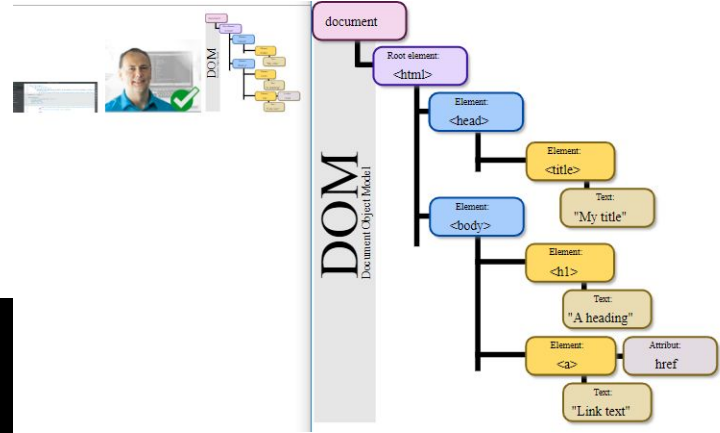 DOM
document
Root element:
<html>
Element:
<head>
Element:
<title>
Text:
"My title"
DOM
Document Object Model
Element:
<body>
Element:
<h1>
Text:
"A heading"
Element:
<a>
Attribut:
href
Text:
"Link text"